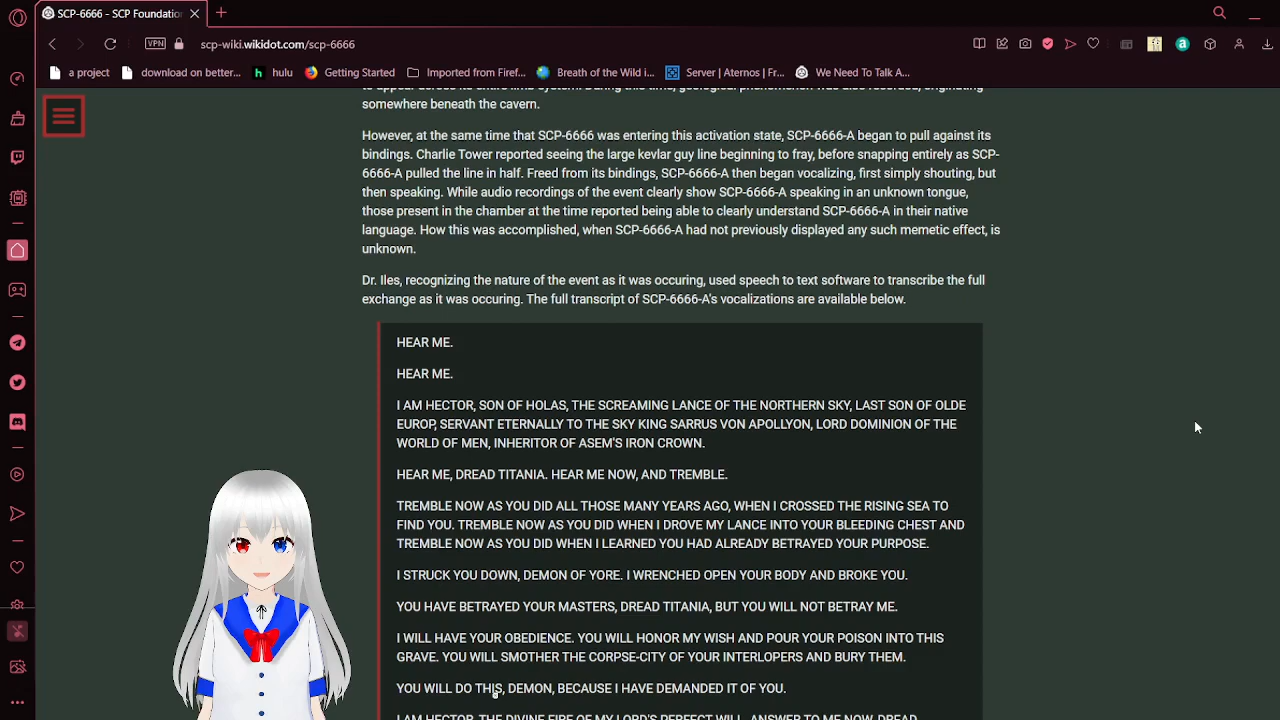 SCP-6666 - SCP Foundation
VPN
scp-wiki.wikidot.com/scp-6666
a project
download on better...
hulu
Getting Started
Imported from Firef...
Breath of the Wild i...
Server | Aternos | Fr...
We Need To Talk A...
somewhere beneath the cavern.
However, at the same time that SCP-6666 was entering this activation state, SCP-6666-A began to pull against its
bindings. Charlie Tower reported seeing the large kevlar guy line beginning to fray, before snapping entirely as SCP-
6666-A pulled the line in half. Freed from its bindings, SCP-6666-A then began vocalizing, first simply shouting, but
then speaking. While audio recordings of the event clearly show SCP-6666-A speaking in an unknown tongue,
those present in the chamber at the time reported being able to clearly understand SCP-6666-A in their native
language. How this was accomplished, when SCP-6666-A had not previously displayed any such memetic effect, is
unknown.
Dr. Iles, recognizing the nature of the event as it was occuring, used speech to text software to transcribe the full
exchange as it was occuring. The full transcript of SCP-6666-A's vocalizations are available below.
HEAR ME.
HEAR ME.
I AM HECTOR, SON OF HOLAS, THE SCREAMING LANCE OF THE NORTHERN SKY, LAST SON OF OLDE
EUROP, SERVANT ETERNALLY TO THE SKY KING SARRUS VON APOLLYON, LORD DOMINION OF THE
WORLD OF MEN, INHERITOR OF ASEM'S IRON CROWN.
HEAR ME, DREAD TITANIA. HEAR ME NOW, AND TREMBLE.
TREMBLE NOW AS YOU DID ALL THOSE MANY YEARS AGO, WHEN I CROSSED THE RISING SEA TO
FIND YOU. TREMBLE NOW AS YOU DID WHEN I DROVE MY LANCE INTO YOUR BLEEDING CHEST AND
TREMBLE NOW AS YOU DID WHEN I LEARNED YOU HAD ALREADY BETRAYED YOUR PURPOSE.
I STRUCK YOU DOWN, DEMON OF YORE. I WRENCHED OPEN YOUR BODY AND BROKE YOU.
YOU HAVE BETRAYED YOUR MASTERS, DREAD TITANIA, BUT YOU WILL NOT BETRAY ME.
I WILL HAVE YOUR OBEDIENCE. YOU WILL HONOR MY WISH AND POUR YOUR POISON INTO THIS
GRAVE. YOU WILL SMOTHER THE CORPSE-CITY OF YOUR INTERLOPERS AND BURY THEM.
YOU WILL DO THIS, DEMON, BECAUSE I HAVE DEMANDED IT OF YOU.
I AM HECTOR, THE DIVINE FIRE OF MY LORD'S PERFECT WILL. ANSWER TO ME NOW, DREAD